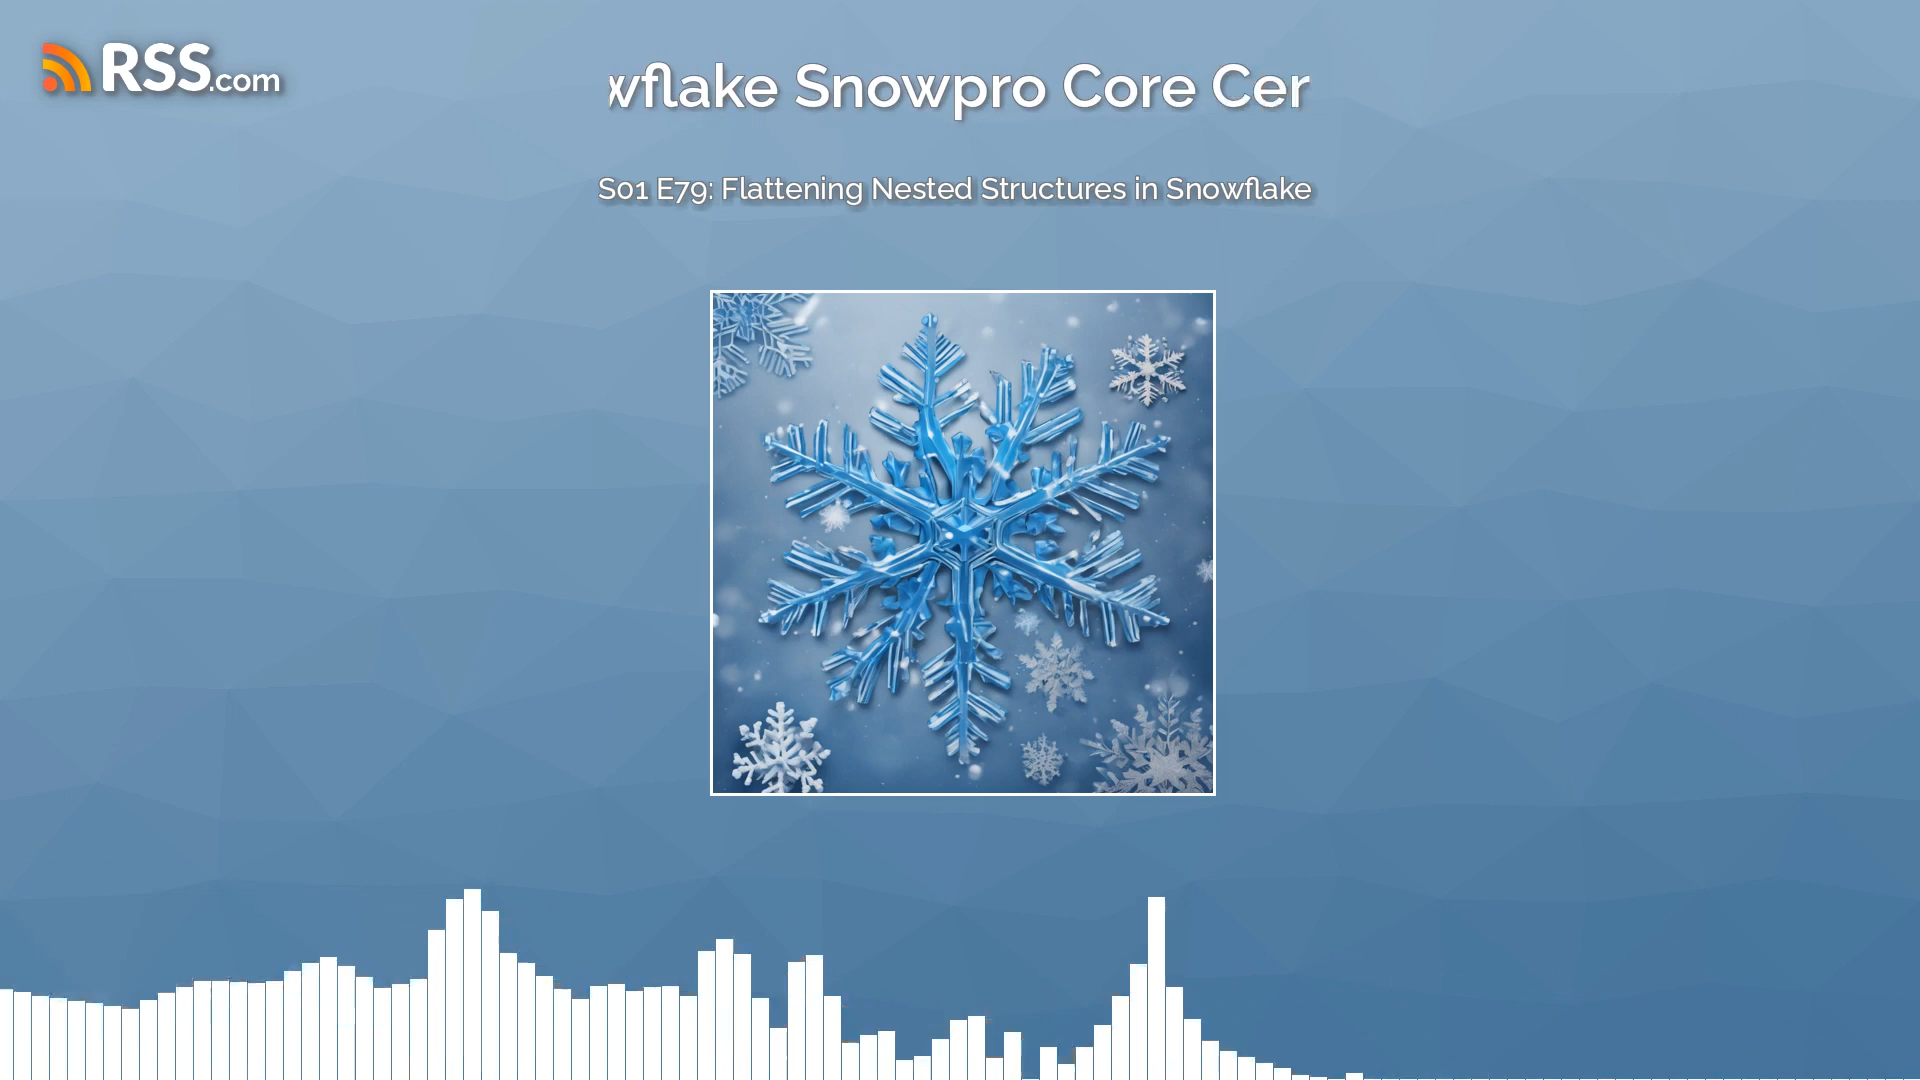 RSS.com
wflake Snowpro Core Cer
S01 E79: Flattening Nested Structures in Snowflake